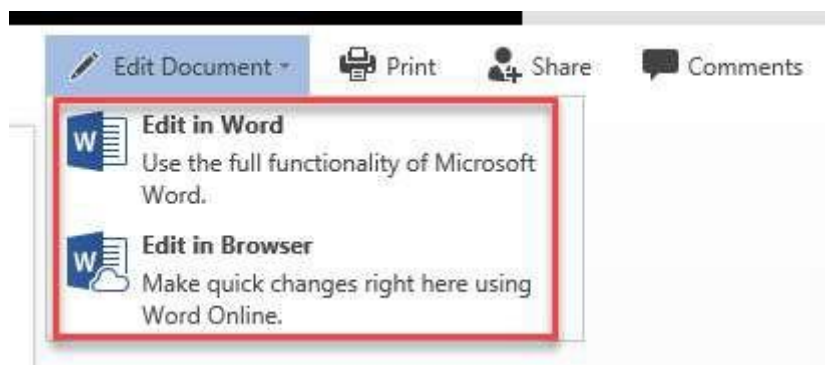 Edit Document Print Share Comments
Edit in Word
Use the full functionality of Microsoft
Word.
Edit in Browser
Make quick changes right here using
Word Online.